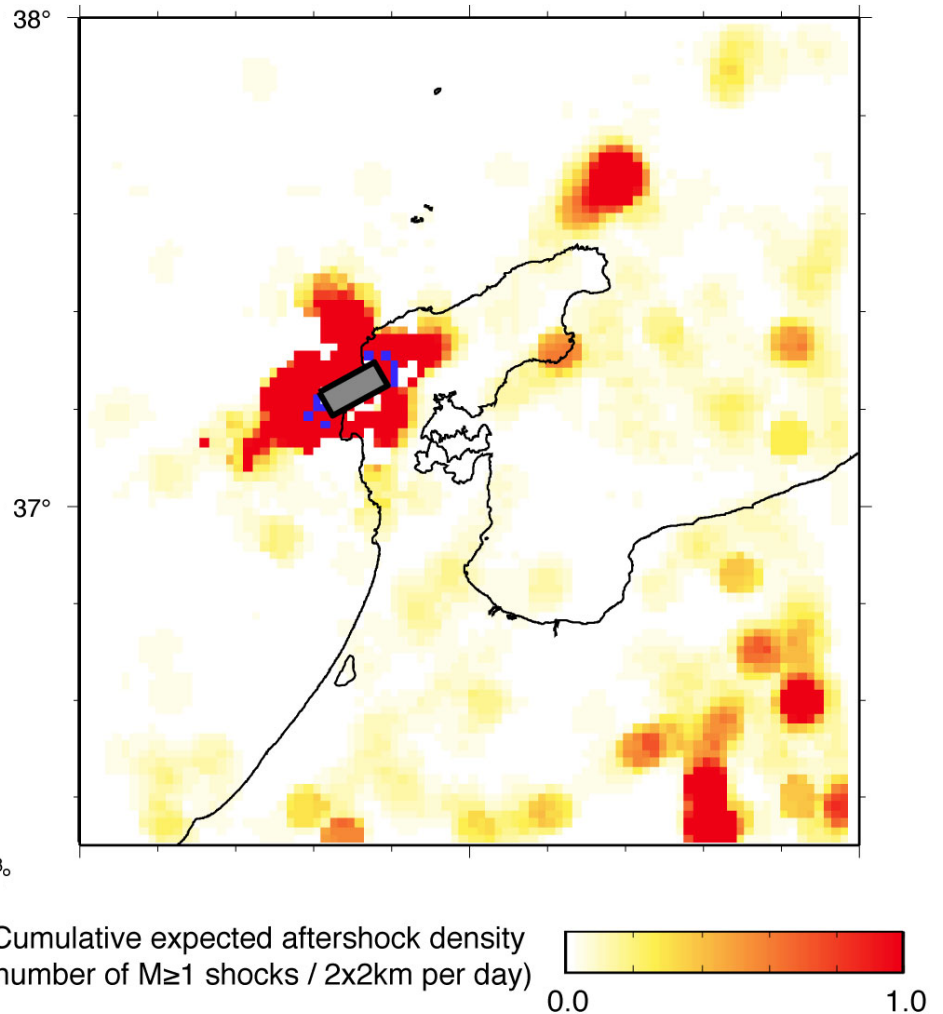 38°
37°
Cumulative expected aftershock density
number of M≥1 shocks / 2x2km per day)
0.0 1.0